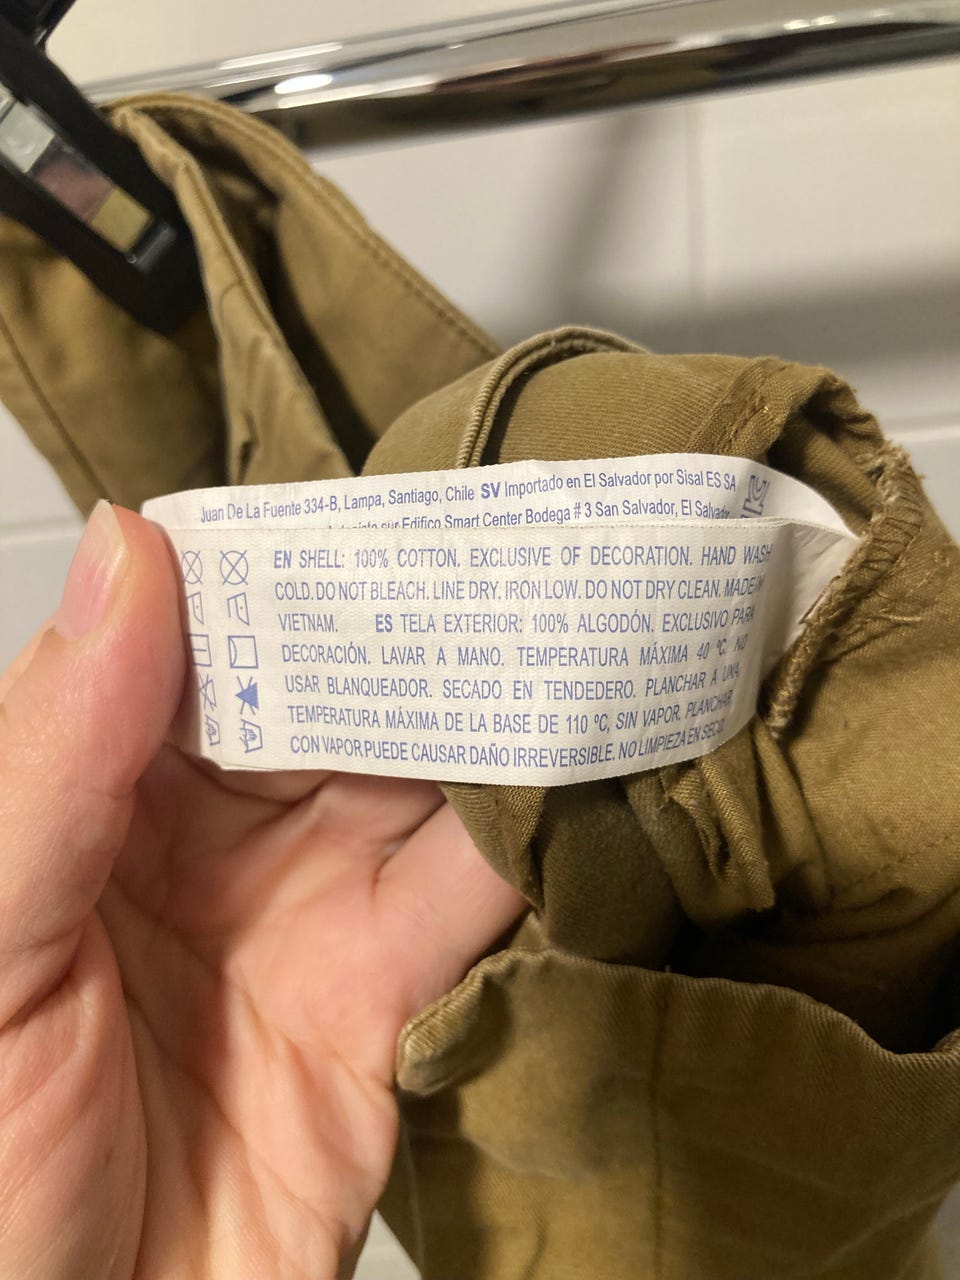 Juan De La Fuente 334-B, Lampa, Santiago, Chile SV Importado en El Salvador por Sisal ES SA
sur Edifico Smart Center Bodega # 3 San Salvador, El Salvador
EN SHELL: 100% COTTON. EXCLUSIVE OF DECORATION. HAND WASH
COLD. DO NOT BLEACH. LINE DRY. IRON LOW. DO NOT DRY CLEAN. MADE IN
VIETNAM. ES TELA EXTERIOR: 100% ALGODÓN. EXCLUSIVO PARA
DECORACIÓN. LAVAR A MANO. TEMPERATURA MÁXIMA 40 ºC. NO
USAR BLANQUEADOR. SECADO EN TENDEDERO. PLANCHAR A UNA
TEMPERATURA MÁXIMA DE LA BASE DE 110 ºC, SIN VAPOR. PLANCHAR
CON VAPOR PUEDE CAUSAR DAÑO IRREVERSIBLE. NO LIMPIEZA EN SECO.